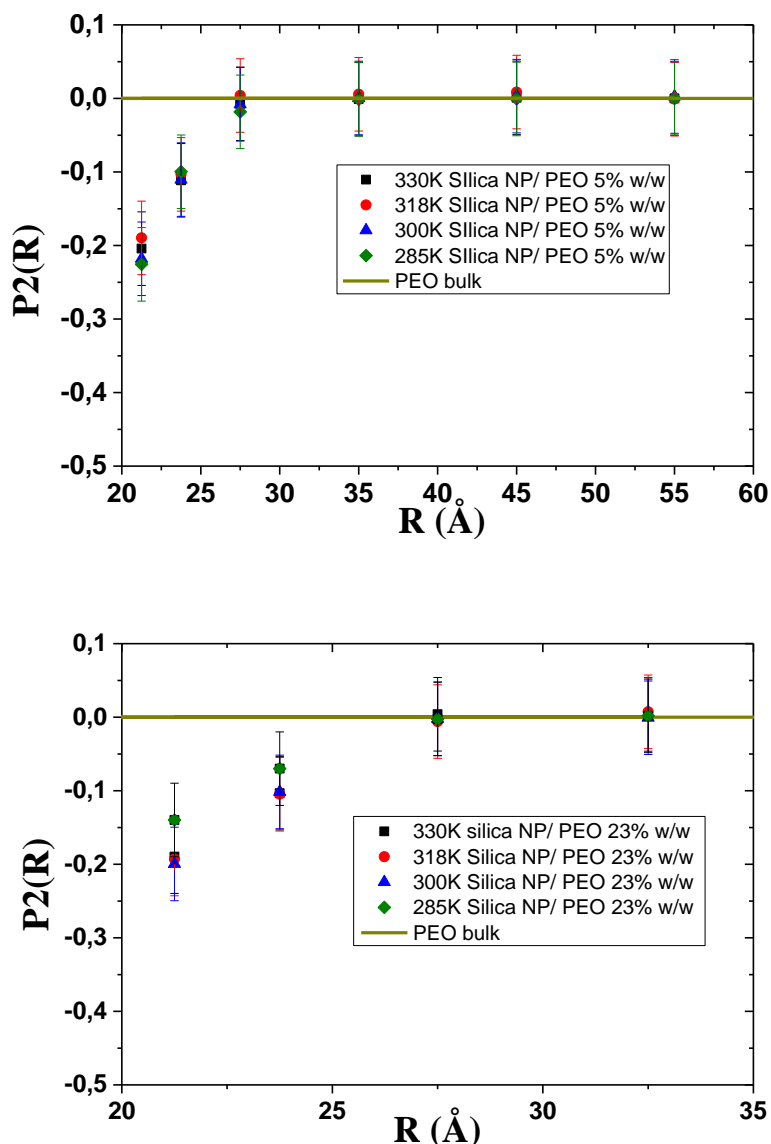 0,1
0,0
-0,1
-0,2
-0,3
-0,4
-0,5
P2(R)
330K SIlica NP/ PEO 5% w/w
318K SIlica NP/ PEO 5% w/w
300K SIlica NP/ PEO 5% w/w
285K SIlica NP/ PEO 5% w/w
PEO bulk
20 25 30 35 40 45 50 55 60
R (Å)
0,1
0,0
-0,1
-0,2
-0,3
-0,4
-0,5
P2(R)
330K silica NP/ PEO 23% w/w
318K Silica NP/ PEO 23% w/w
300K Silica NP/ PEO 23% w/w
285K Silica NP/ PEO 23% w/w
PEO bulk
20 25 30 35
R (Å)